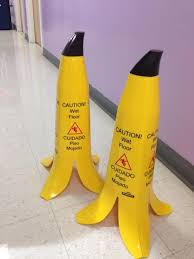 CAUTION!
Wet
Floor
CUIDADO
Piso
Mojado
CAUTION!
Wet
Floor
CUIDADO
Piso
Mojado